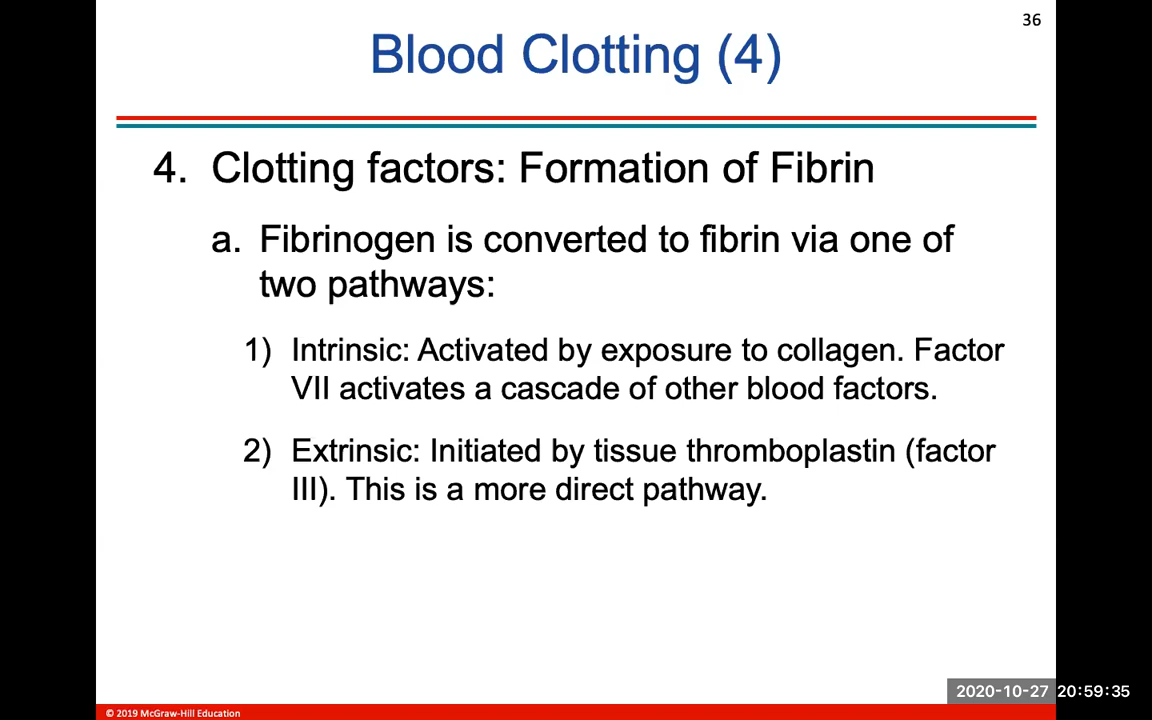 36
Blood Clotting (4)
4. Clotting factors: Formation of Fibrin
a. Fibrinogen is converted to fibrin via one of
two pathways:
1) Intrinsic: Activated by exposure to collagen. Factor
VII activates a cascade of other blood factors.
2) Extrinsic: Initiated by tissue thromboplastin (factor
III). This is a more direct pathway.
2020-10-27 20:59:35
© 2019 McGraw-Hill Education